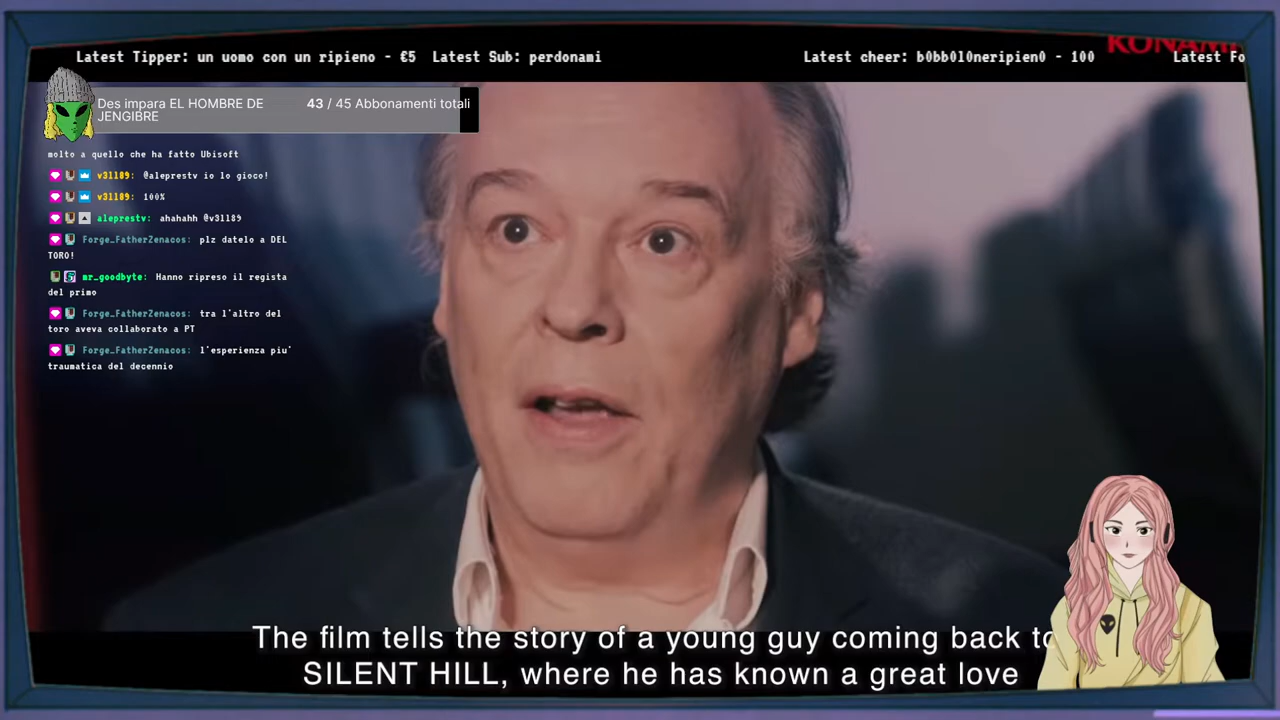 KONAMI
Latest Tipper: un uomo con un ripieno - €5 Latest Sub: perdonami Latest cheer: b0bb0l0neripien0 - 100 Latest Fo
Des impara EL HOMBRE DE JENGIBRE 43 / 45 Abbonamenti totali
molto a quello che ha fatto Ubisoft
v31189: @aleprestv io lo gioco!
v31189: 100%
aleprestv: ahahahh @v31189
Forge_FatherZenacos: plz datelo a DEL
TORO!
mr_goodbyte: Hanno ripreso il regista
del primo
Forge_FatherZenacos: tra l'altro del
toro aveva collaborato a PT
Forge_FatherZenacos: l'esperienza piu'
traumatica del decennio
The film tells the story of a young guy coming back to
SILENT HILL, where he has known a great love